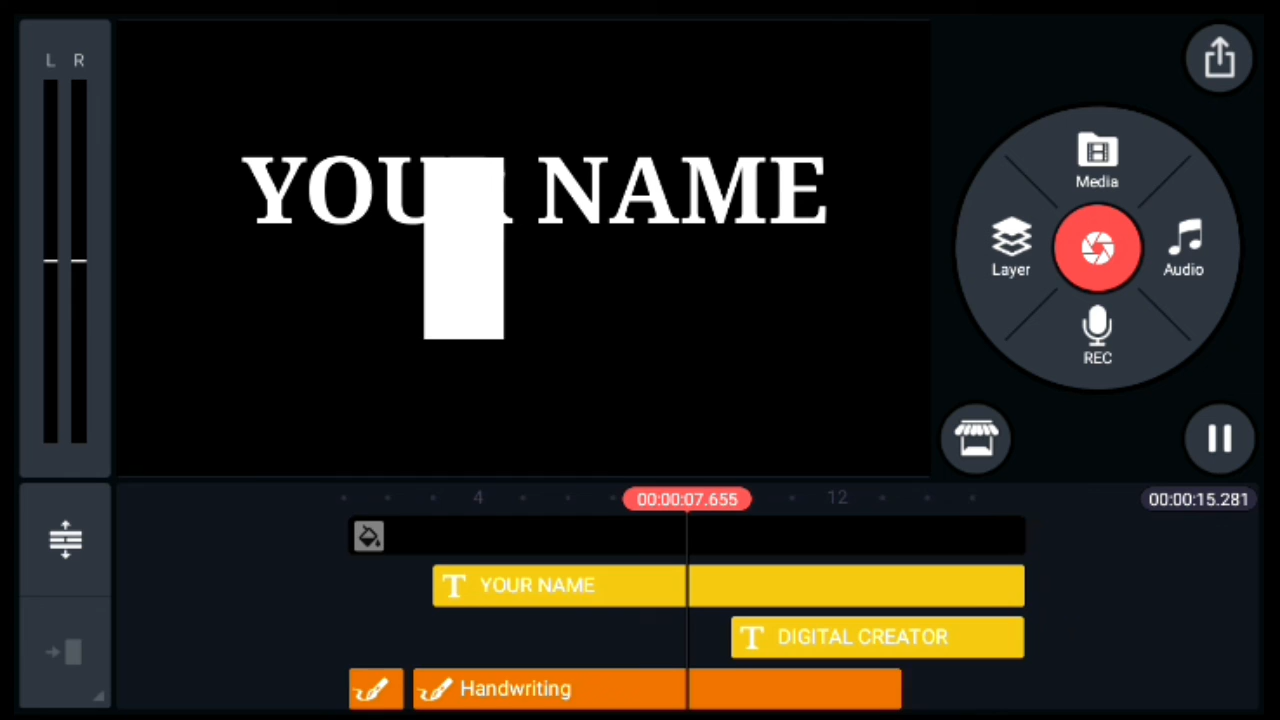 L R
YOUR NAME
Media
Layer
Audio
REC
4
00:00:07.655
12
00:00:15.281
T YOUR NAME
T DIGITAL CREATOR
Handwriting